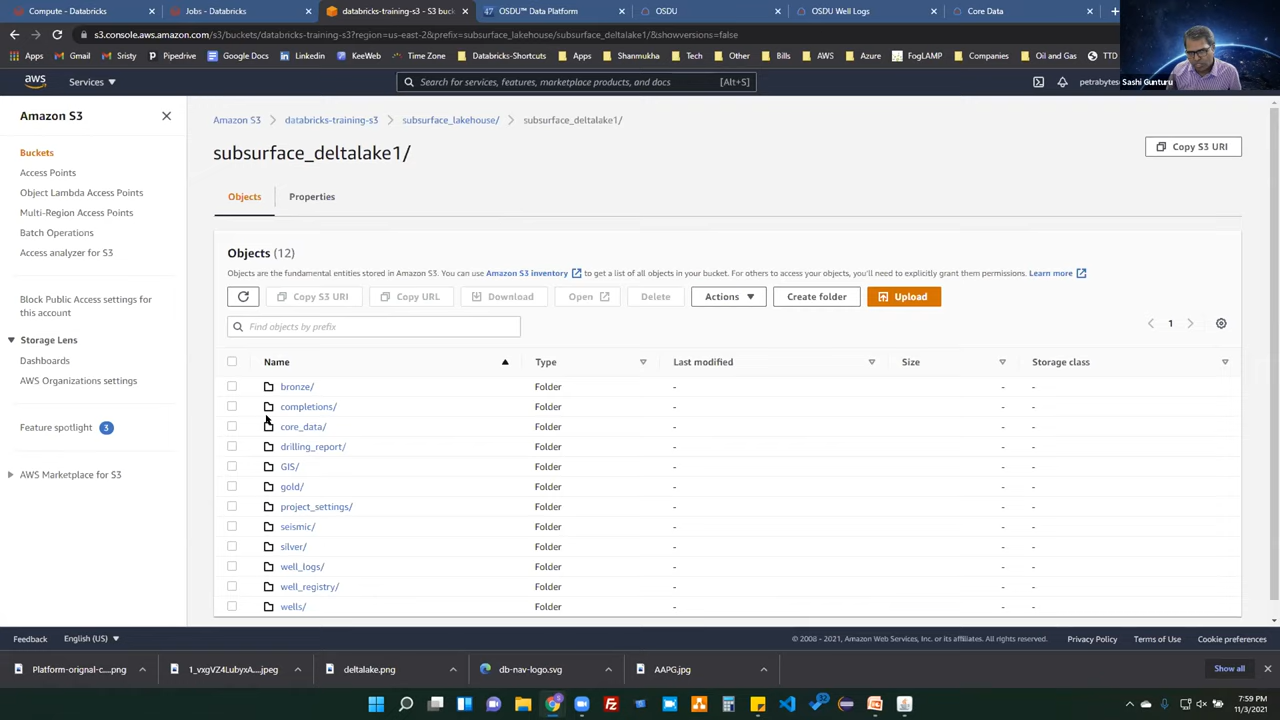 Compute - Databricks
Jobs - Databricks
databricks-training-s3 - S3 buc
OSDU™ Data Platform
OSDU
OSDU Well Logs
Core Data
s3.console.aws.amazon.com/s3/buckets/databricks-training-s3?region=us-east-2&prefix=subsurface_lakehouse/subsurface_deltalake1/&showversions=false
Apps
Gmail
Smty
Pipedrive
LinkedIn
Time Zone
Databricks-Shortcuts
Shanmukha
Tech
Others
Bills
AWS
Azure
FogLAMP
Companies
Oil and Gas
TTD
Sashi Gunturu
aws
Services
Search for services, features, marketplace products, and docs
[Alt+S]
petrabytes
Amazon S3
Buckets
Access Points
Object Lambda Access Points
Multi-Region Access Points
Batch Operations
Access analyzer for S3
Block Public Access settings for
this account
Storage Lens
Dashboards
AWS Organizations settings
Feature spotlight 3
AWS Marketplace for S3
Amazon S3 > databricks-training-s3 > subsurface_lakehouse/ > subsurface_deltalake1/
subsurface_deltalake1/
Copy S3 URI
Objects
Properties
Objects (12)
Objects are the fundamental entities stored in Amazon S3. You can use Amazon S3 inventory to get a list of all objects in your bucket. For others to access your objects, you'll need to explicitly grant them permissions. Learn more
Copy S3 URI
Copy URL
Download
Open
Delete
Actions
Create folder
Upload
Find objects by prefix
1
Name Type Last modified Size Storage class
bronze/ Folder - - -
completions/ Folder - - -
core_data/ Folder - - -
drilling_report/ Folder - - -
GIS/ Folder - - -
gold/ Folder - - -
project_settings/ Folder - - -
seismic/ Folder - - -
silver/ Folder - - -
well_logs/ Folder - - -
well_registry/ Folder - - -
wells/ Folder - - -
Feedback
English (US)
© 2008 - 2021, Amazon Web Services, Inc. or its affiliates. All rights reserved.
Privacy Policy
Terms of Use
Cookie preferences
Platform-orignal-c....png
1_vxgVZ4LubyxA....jpeg
deltalake.png
db-nav-logo.svg
AAPG.jpg
Show all
7:59 PM
11/3/2021